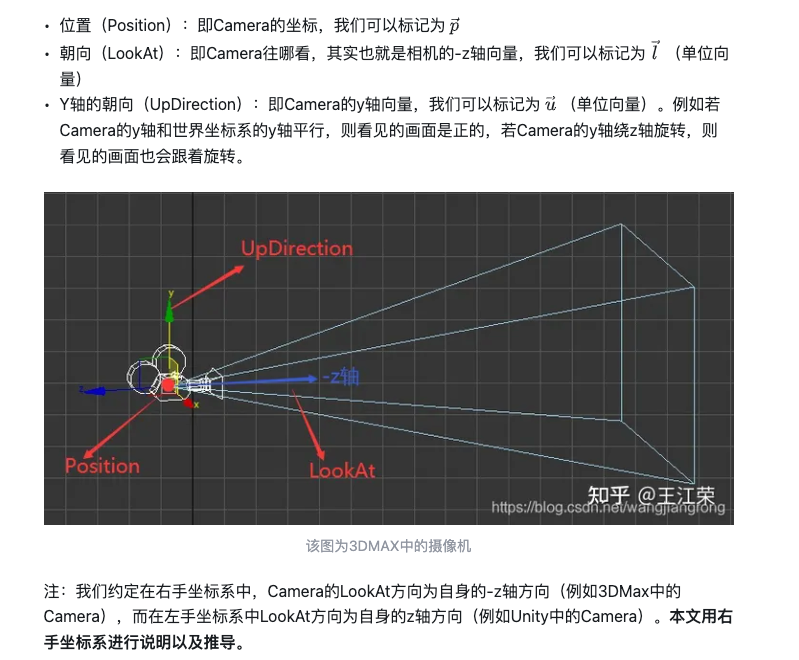 • 位置（Position）：即Camera的坐标，我们可以标记为 $\vec{p}$
• 朝向（LookAt）：即Camera往哪看，其实也就是相机的-z轴向量，我们可以标记为 $\vec{l}$ （单位向
量）
• Y轴的朝向（UpDirection）：即Camera的y轴向量，我们可以标记为 $\vec{u}$ （单位向量）。例如若
Camera的y轴和世界坐标系的y轴平行，则看见的画面是正的，若Camera的y轴绕z轴旋转，则
看见的画面也会跟着旋转。
UpDirection
y
-z轴
z
x
Position
LookAt
知乎 @王江荣
https://blog.csdn.net/wangjiangrong
该图为3DMAX中的摄像机
注：我们约定在右手坐标系中，Camera的LookAt方向为自身的-z轴方向（例如3DMax中的
Camera），而在左手坐标系中LookAt方向为自身的z轴方向（例如Unity中的Camera）。本文用右
手坐标系进行说明以及推导。